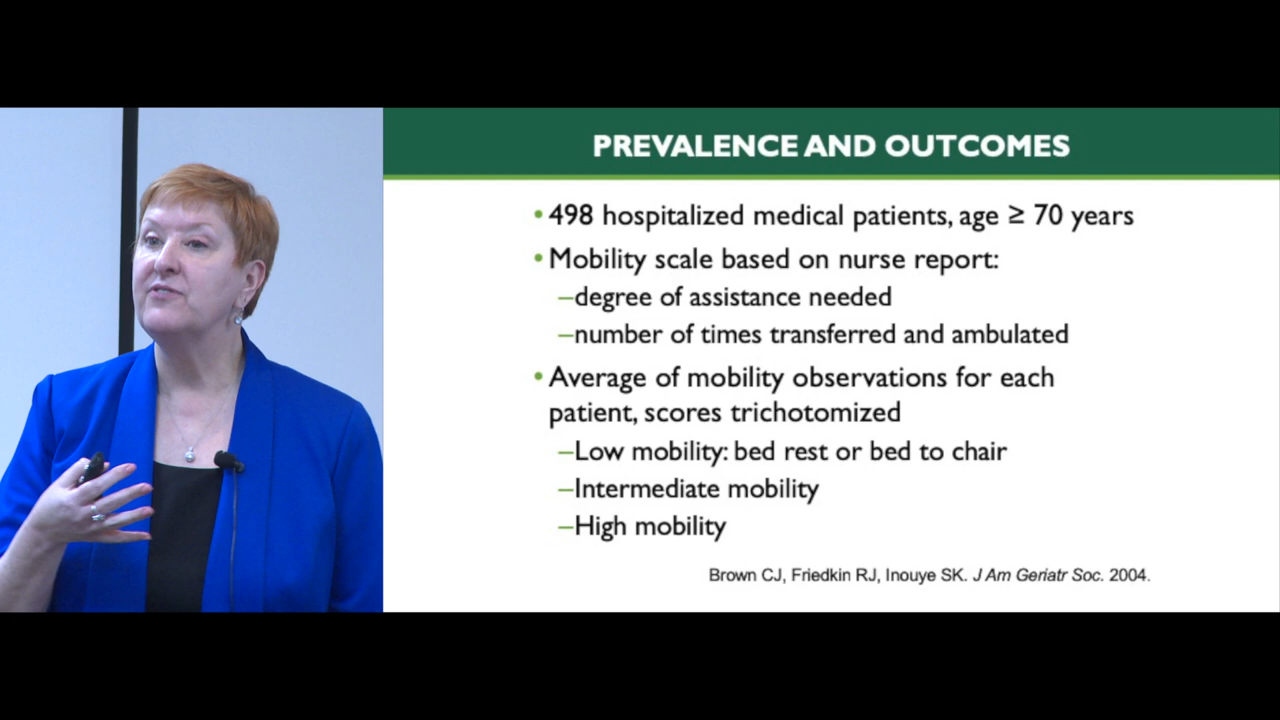 PREVALENCE AND OUTCOMES
•498 hospitalized medical patients, age ≥ 70 years
•Mobility scale based on nurse report:
–degree of assistance needed
–number of times transferred and ambulated
•Average of mobility observations for each
patient, scores trichotomized
–Low mobility: bed rest or bed to chair
–Intermediate mobility
–High mobility
Brown CJ, Friedkin RJ, Inouye SK. J Am Geriatr Soc. 2004.